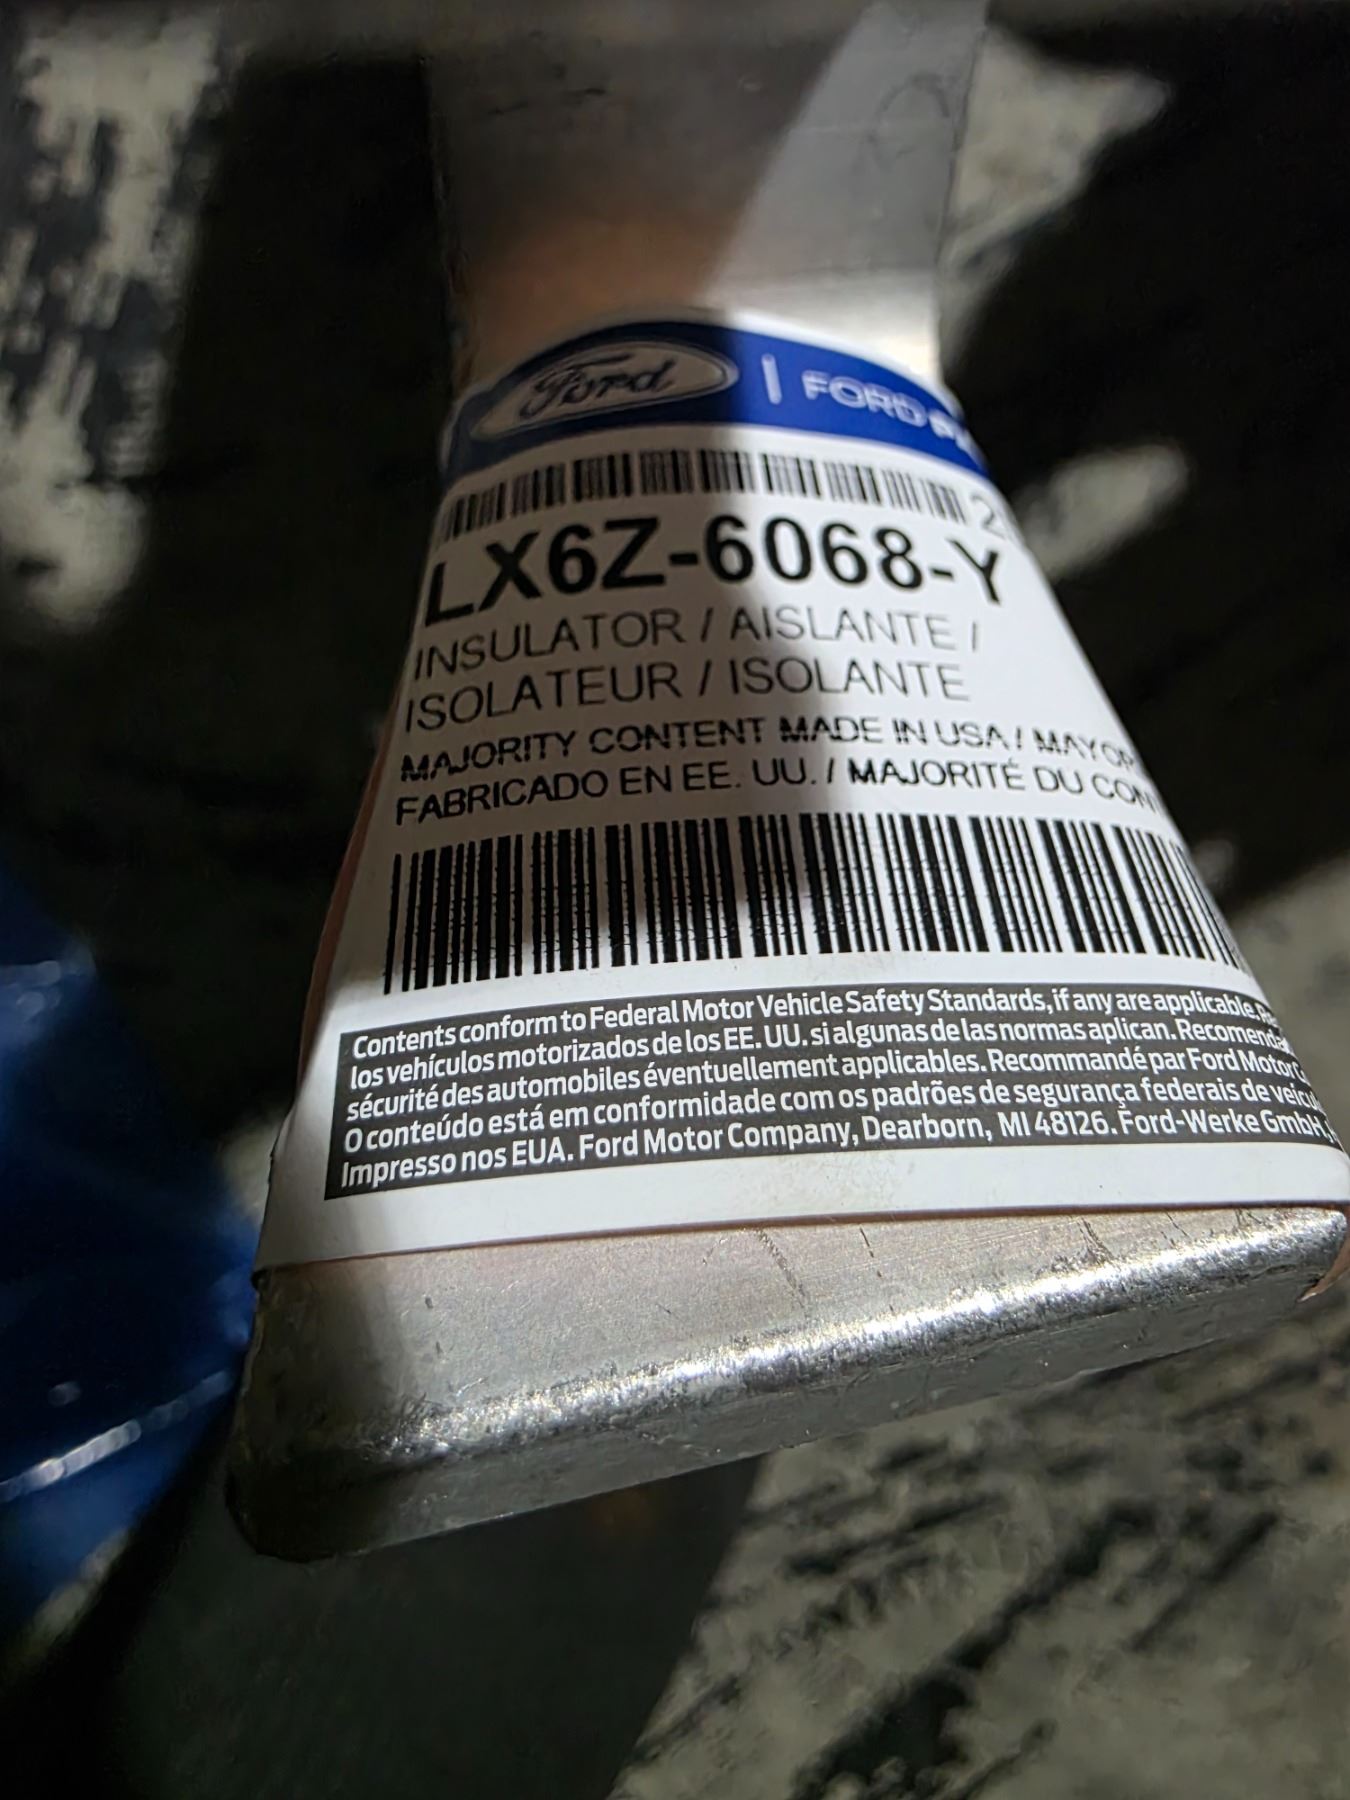 Ford | FORD
2
LX6Z-6068-Y
INSULATOR / AISLANTE /
ISOLATEUR / ISOLANTE
MAJORITY CONTENT MADE IN USA /
FABRICADO EN EE. UU. / MAJORITÉ DU
Contents conform to Federal Motor Vehicle Safety Standards, if any are applicable.
los vehículos motorizados de los EE. UU. si algunas de las normas aplican.
sécurité des automobiles éventuellement applicables. Recommandé par Ford Motor
O conteúdo está em conformidade com os padrões de segurança federais de
Impresso nos EUA. Ford Motor Company, Dearborn, MI 48126. Ford-Werke GmbH,